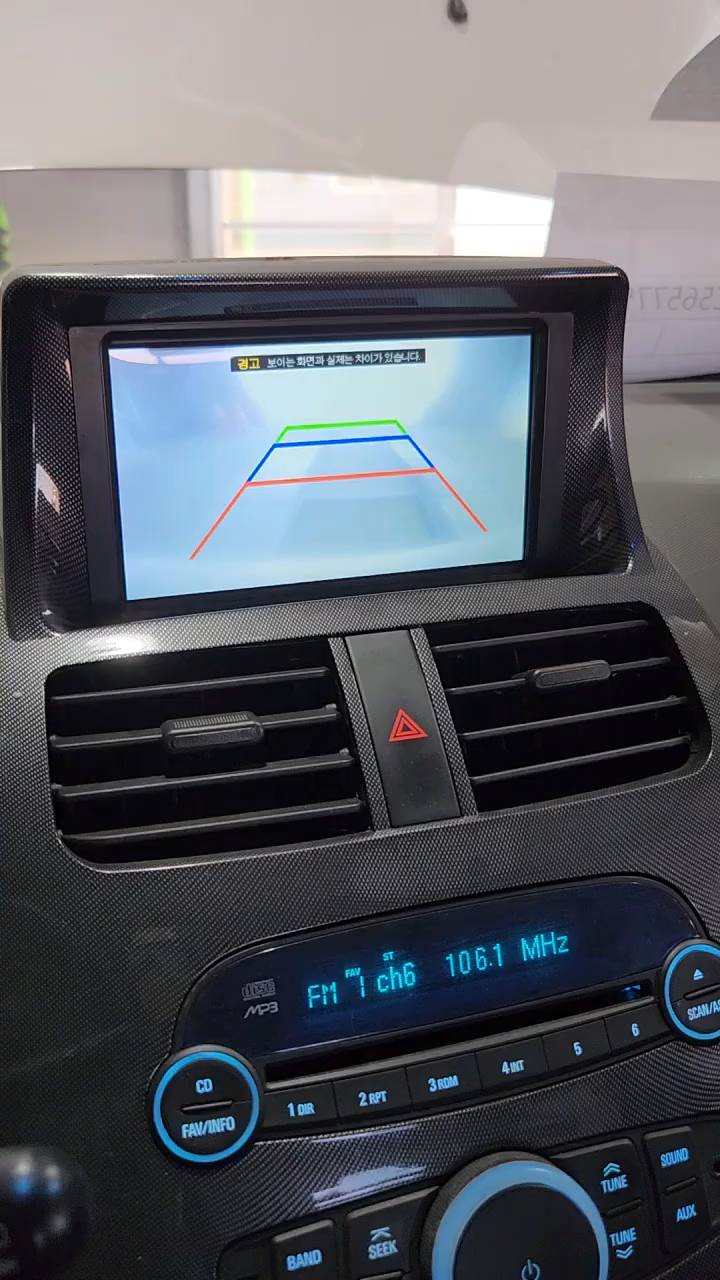 경고 보이는 화면과 실제는 차이가 있습니다.
FAV ST
FM 1 ch6 106.1 MHz
MP3
CD
FAV/INFO
1 DIR
2 RPT
3 RDM
4 INT
5
6
BAND
SEEK
TUNE
TUNE
SOUND
AUX